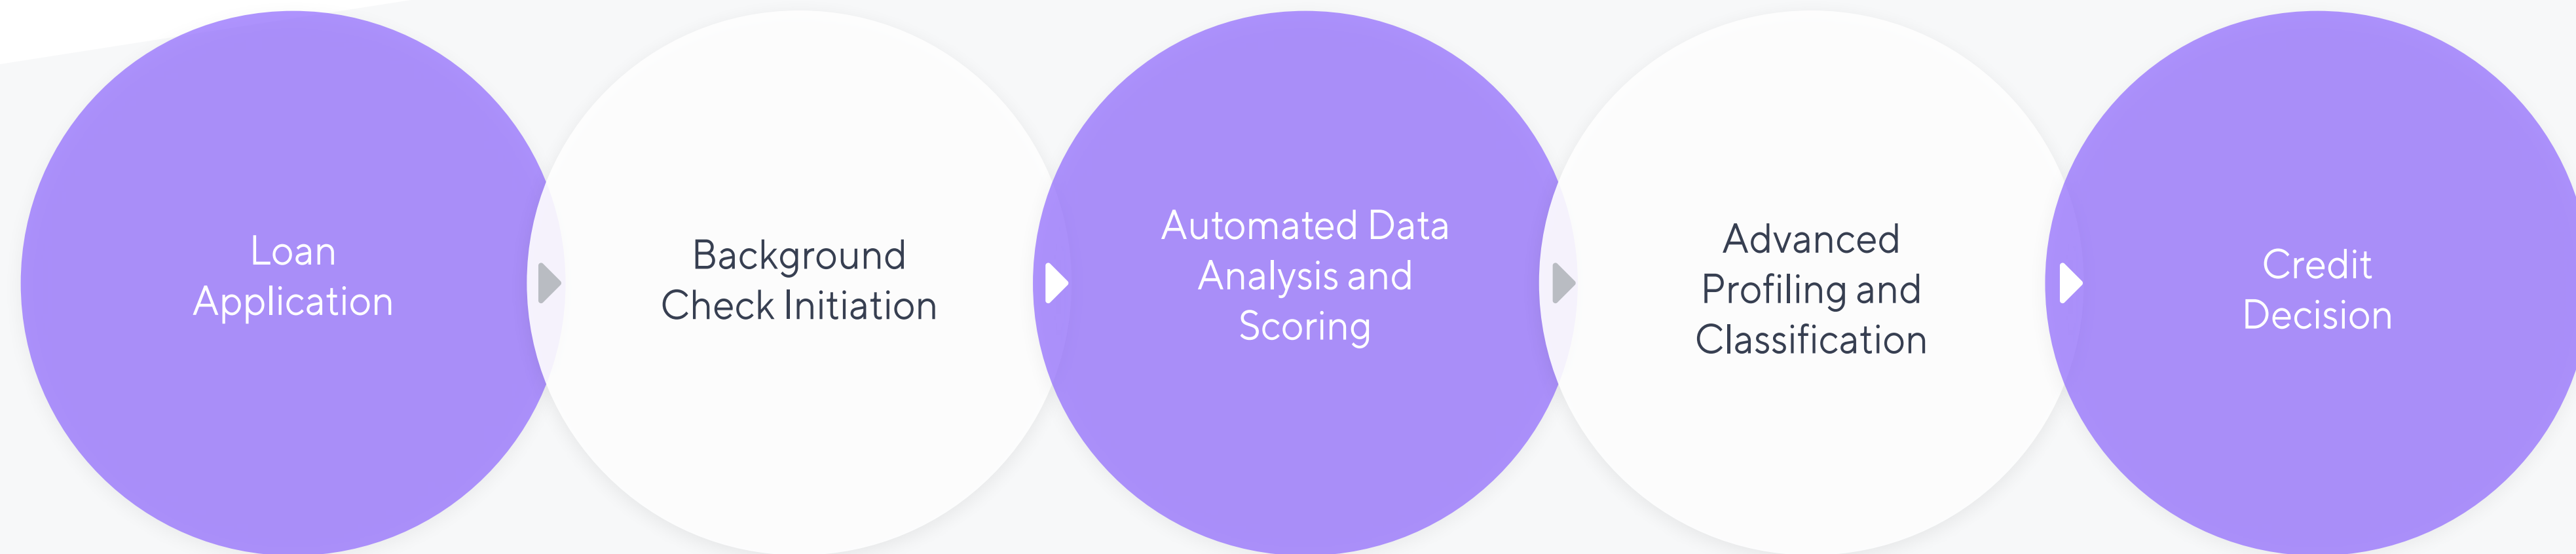 Loan
Application
Background
Check Initiation
Automated Data
Analysis and
Scoring
Advanced
Profiling and
Classification
Credit
Decision